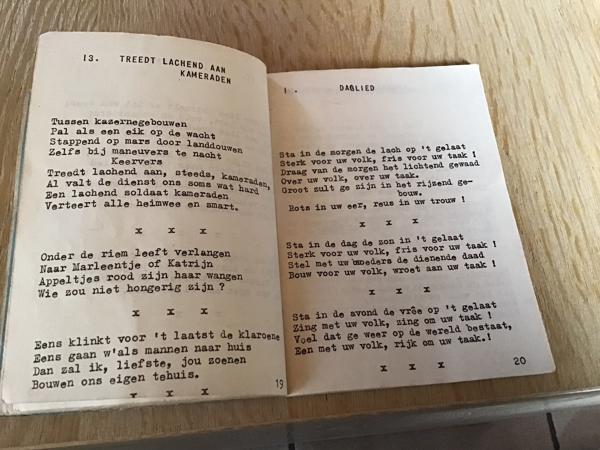 13. TREEDT LACHEND AAN
KAMERADEN
Tussen kazernegebouwen
Pal als een eik op de wacht
Stappend op mars door landdouwen
Zelfs bij maneuvers te nacht
Keervers
Treedt lachend aan, steeds, kameraden,
Al valt de dienst ons soms wat hard
Een lachend soldaat kameraden
Verteert alle heimwee en smart.
x x x
Onder de riem leeft verlangen
Naar Marleentje of Katrijn
Appeltjes rood zijn haar wangen
Wie zou niet hongerig zijn ?
x x x
Eens klinkt voor 't laatst de klaroene
Eens gaan w'als mannen naar huis
Dan zal ik, liefste, jou zoenen
Bouwen ons eigen tehuis.
x x x
19
1. DAGLIED
Sta in de morgen de lach op 't gelaat
Sterk voor uw volk, fris voor uw taak !
Draag van de morgen het lichtend gewaad
Over uw volk, over uw taak.
Groot zult ge zijn in het rijzend ge-
bouw.
Rots in uw eer, reus in uw trouw !
x x x
Sta in de dag de zon in 't gelaat
Sterk voor uw volk, fris voor uw taak !
Stel met uw broeders de dienende daad
Bouw voor uw volk, wroet aan uw taak !
x x x
Sta in de avond de vrêe op 't gelaat
Zing met uw volk, zing om uw taak !
Voel dat ge weer op de wereld bestaat,
Een met uw volk, rijk om uw taak.!
x x x
20